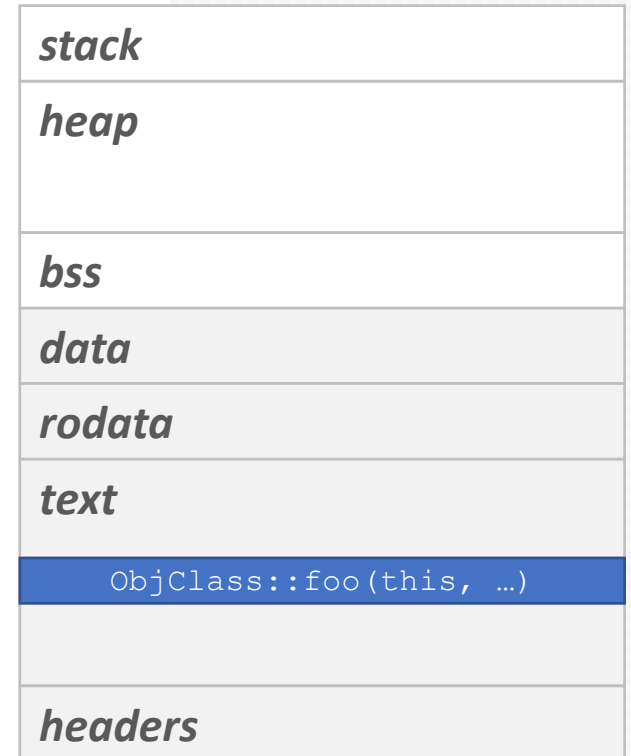 stack
heap
bss
data
rodata
text
ObjClass::foo(this, …)
headers